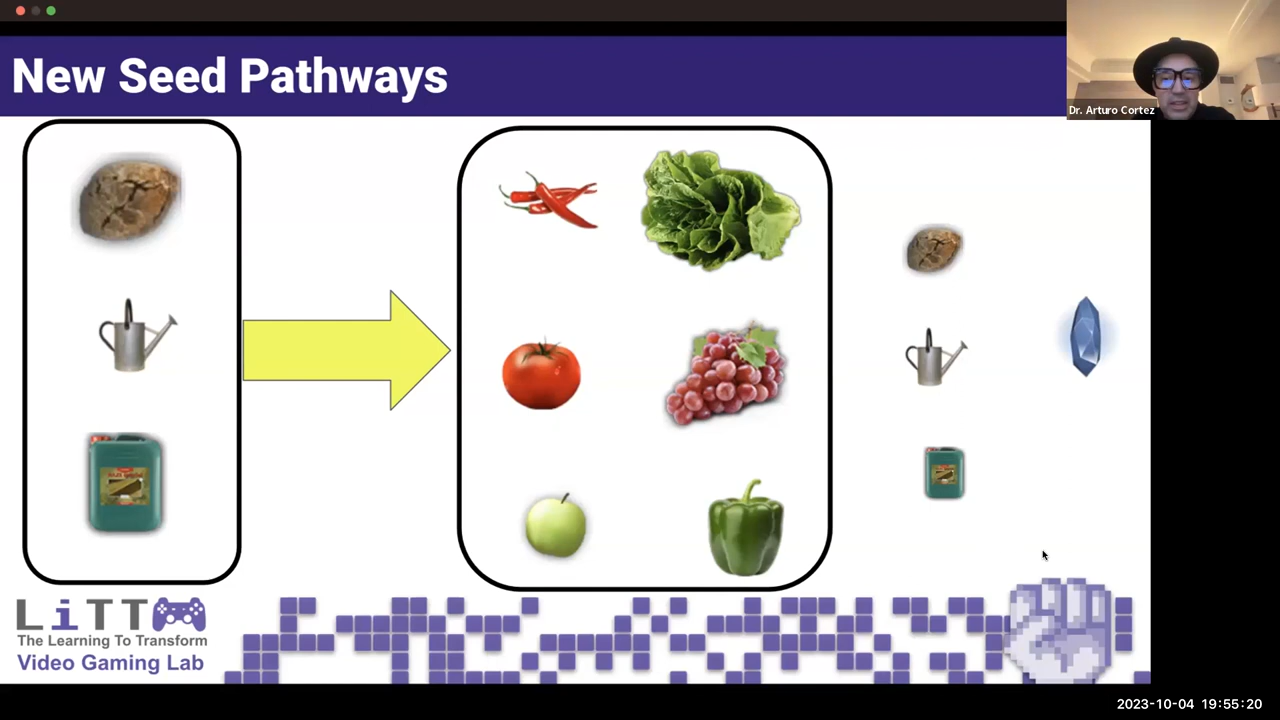 New Seed Pathways
Dr. Arturo Cortez
LiTT
The Learning To Transform
Video Gaming Lab
2023-10-04 19:55:20